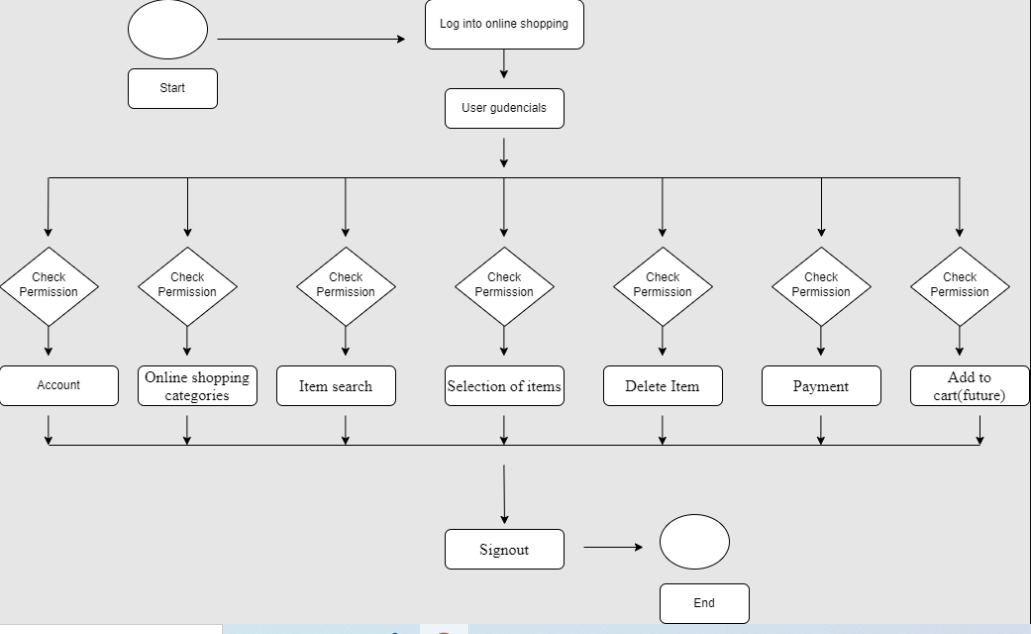 Log into online shopping
Start
User gudencials
Check
Permission
Check
Permission
Check
Permission
Check
Permission
Check
Permission
Check
Permission
Check
Permission
Account
Online shopping
categories
Item search
Selection of items
Delete Item
Payment
Add to
cart(future)
Signout
End